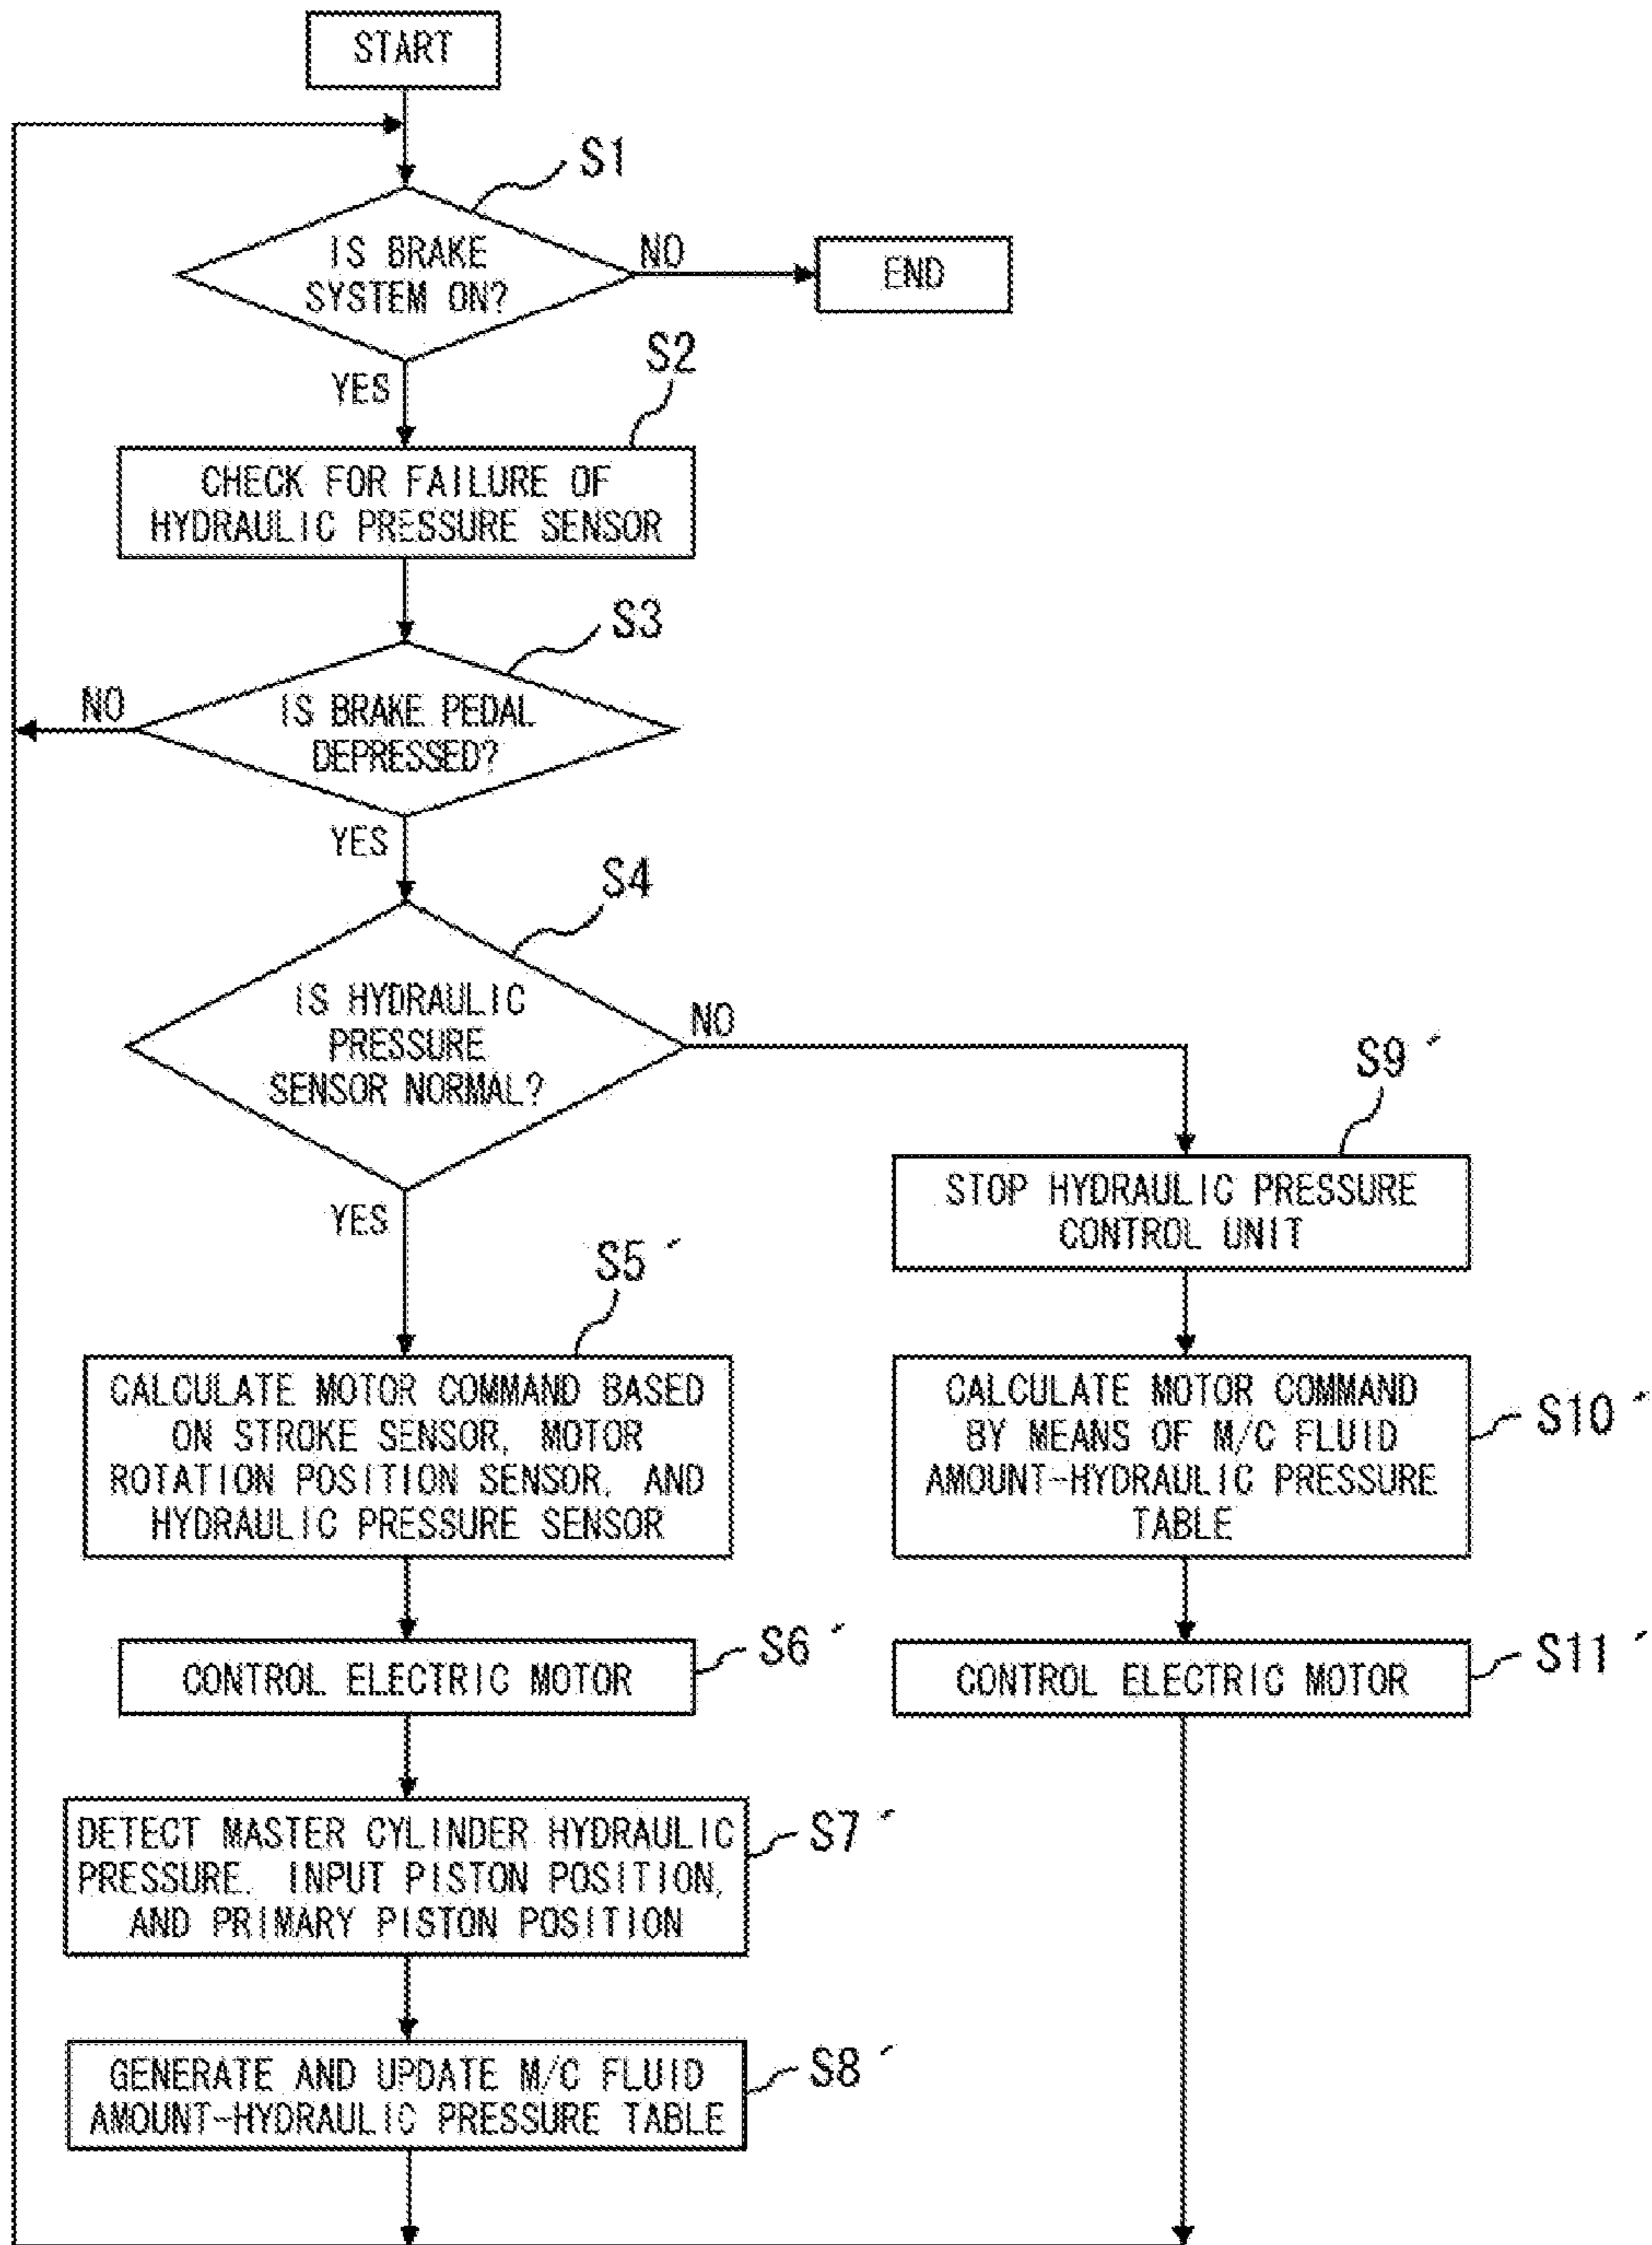 START
S1
IS BRAKE
SYSTEM ON?
NO
END
YES
S2
CHECK FOR FAILURE OF
HYDRAULIC PRESSURE SENSOR
S3
IS BRAKE PEDAL
DEPRESSED?
NO
YES
S4
IS HYDRAULIC
PRESSURE
SENSOR NORMAL?
NO
YES
S9´
STOP HYDRAULIC PRESSURE
CONTROL UNIT
S5´
CALCULATE MOTOR COMMAND BASED
ON STROKE SENSOR, MOTOR
ROTATION POSITION SENSOR, AND
HYDRAULIC PRESSURE SENSOR
CALCULATE MOTOR COMMAND
BY MEANS OF M/C FLUID
AMOUNT-HYDRAULIC PRESSURE
TABLE
S10´
CONTROL ELECTRIC MOTOR
S6´
CONTROL ELECTRIC MOTOR
S11´
DETECT MASTER CYLINDER HYDRAULIC
PRESSURE, INPUT PISTON POSITION,
AND PRIMARY PISTON POSITION
S7´
GENERATE AND UPDATE M/C FLUID
AMOUNT-HYDRAULIC PRESSURE TABLE
S8´